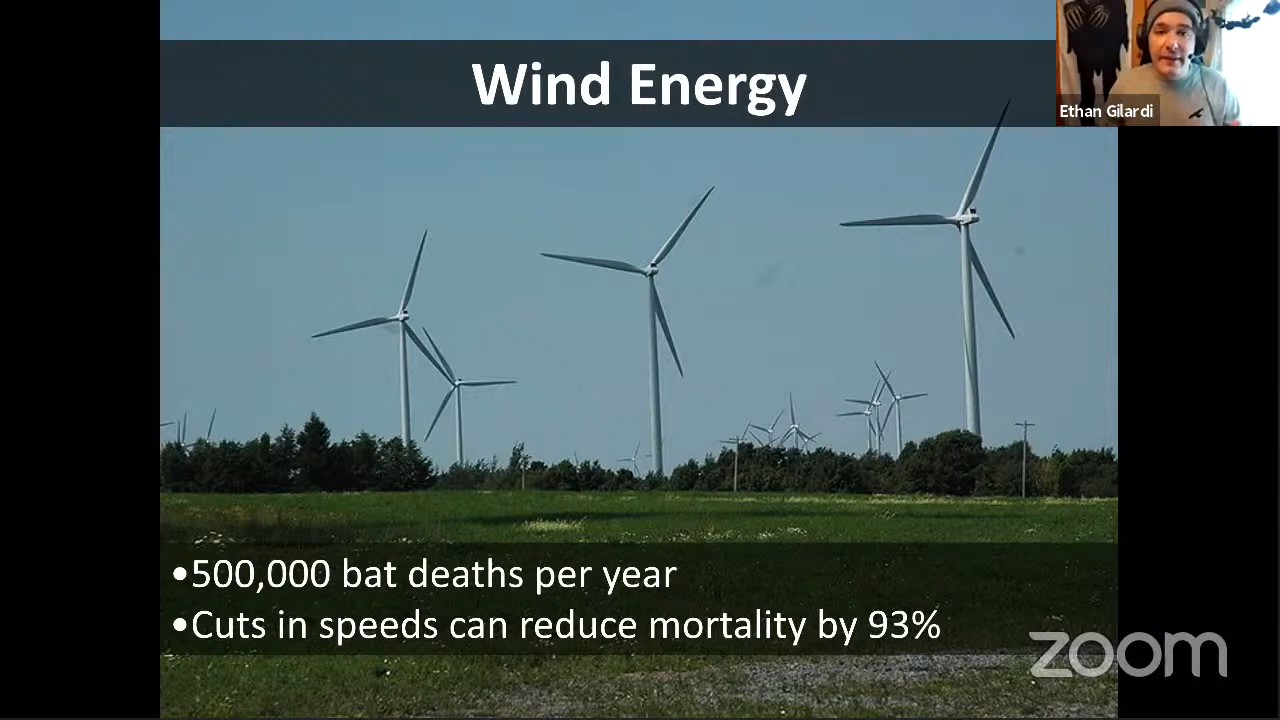 Wind Energy
Ethan Gilardi
•500,000 bat deaths per year
•Cuts in speeds can reduce mortality by 93%
zoom